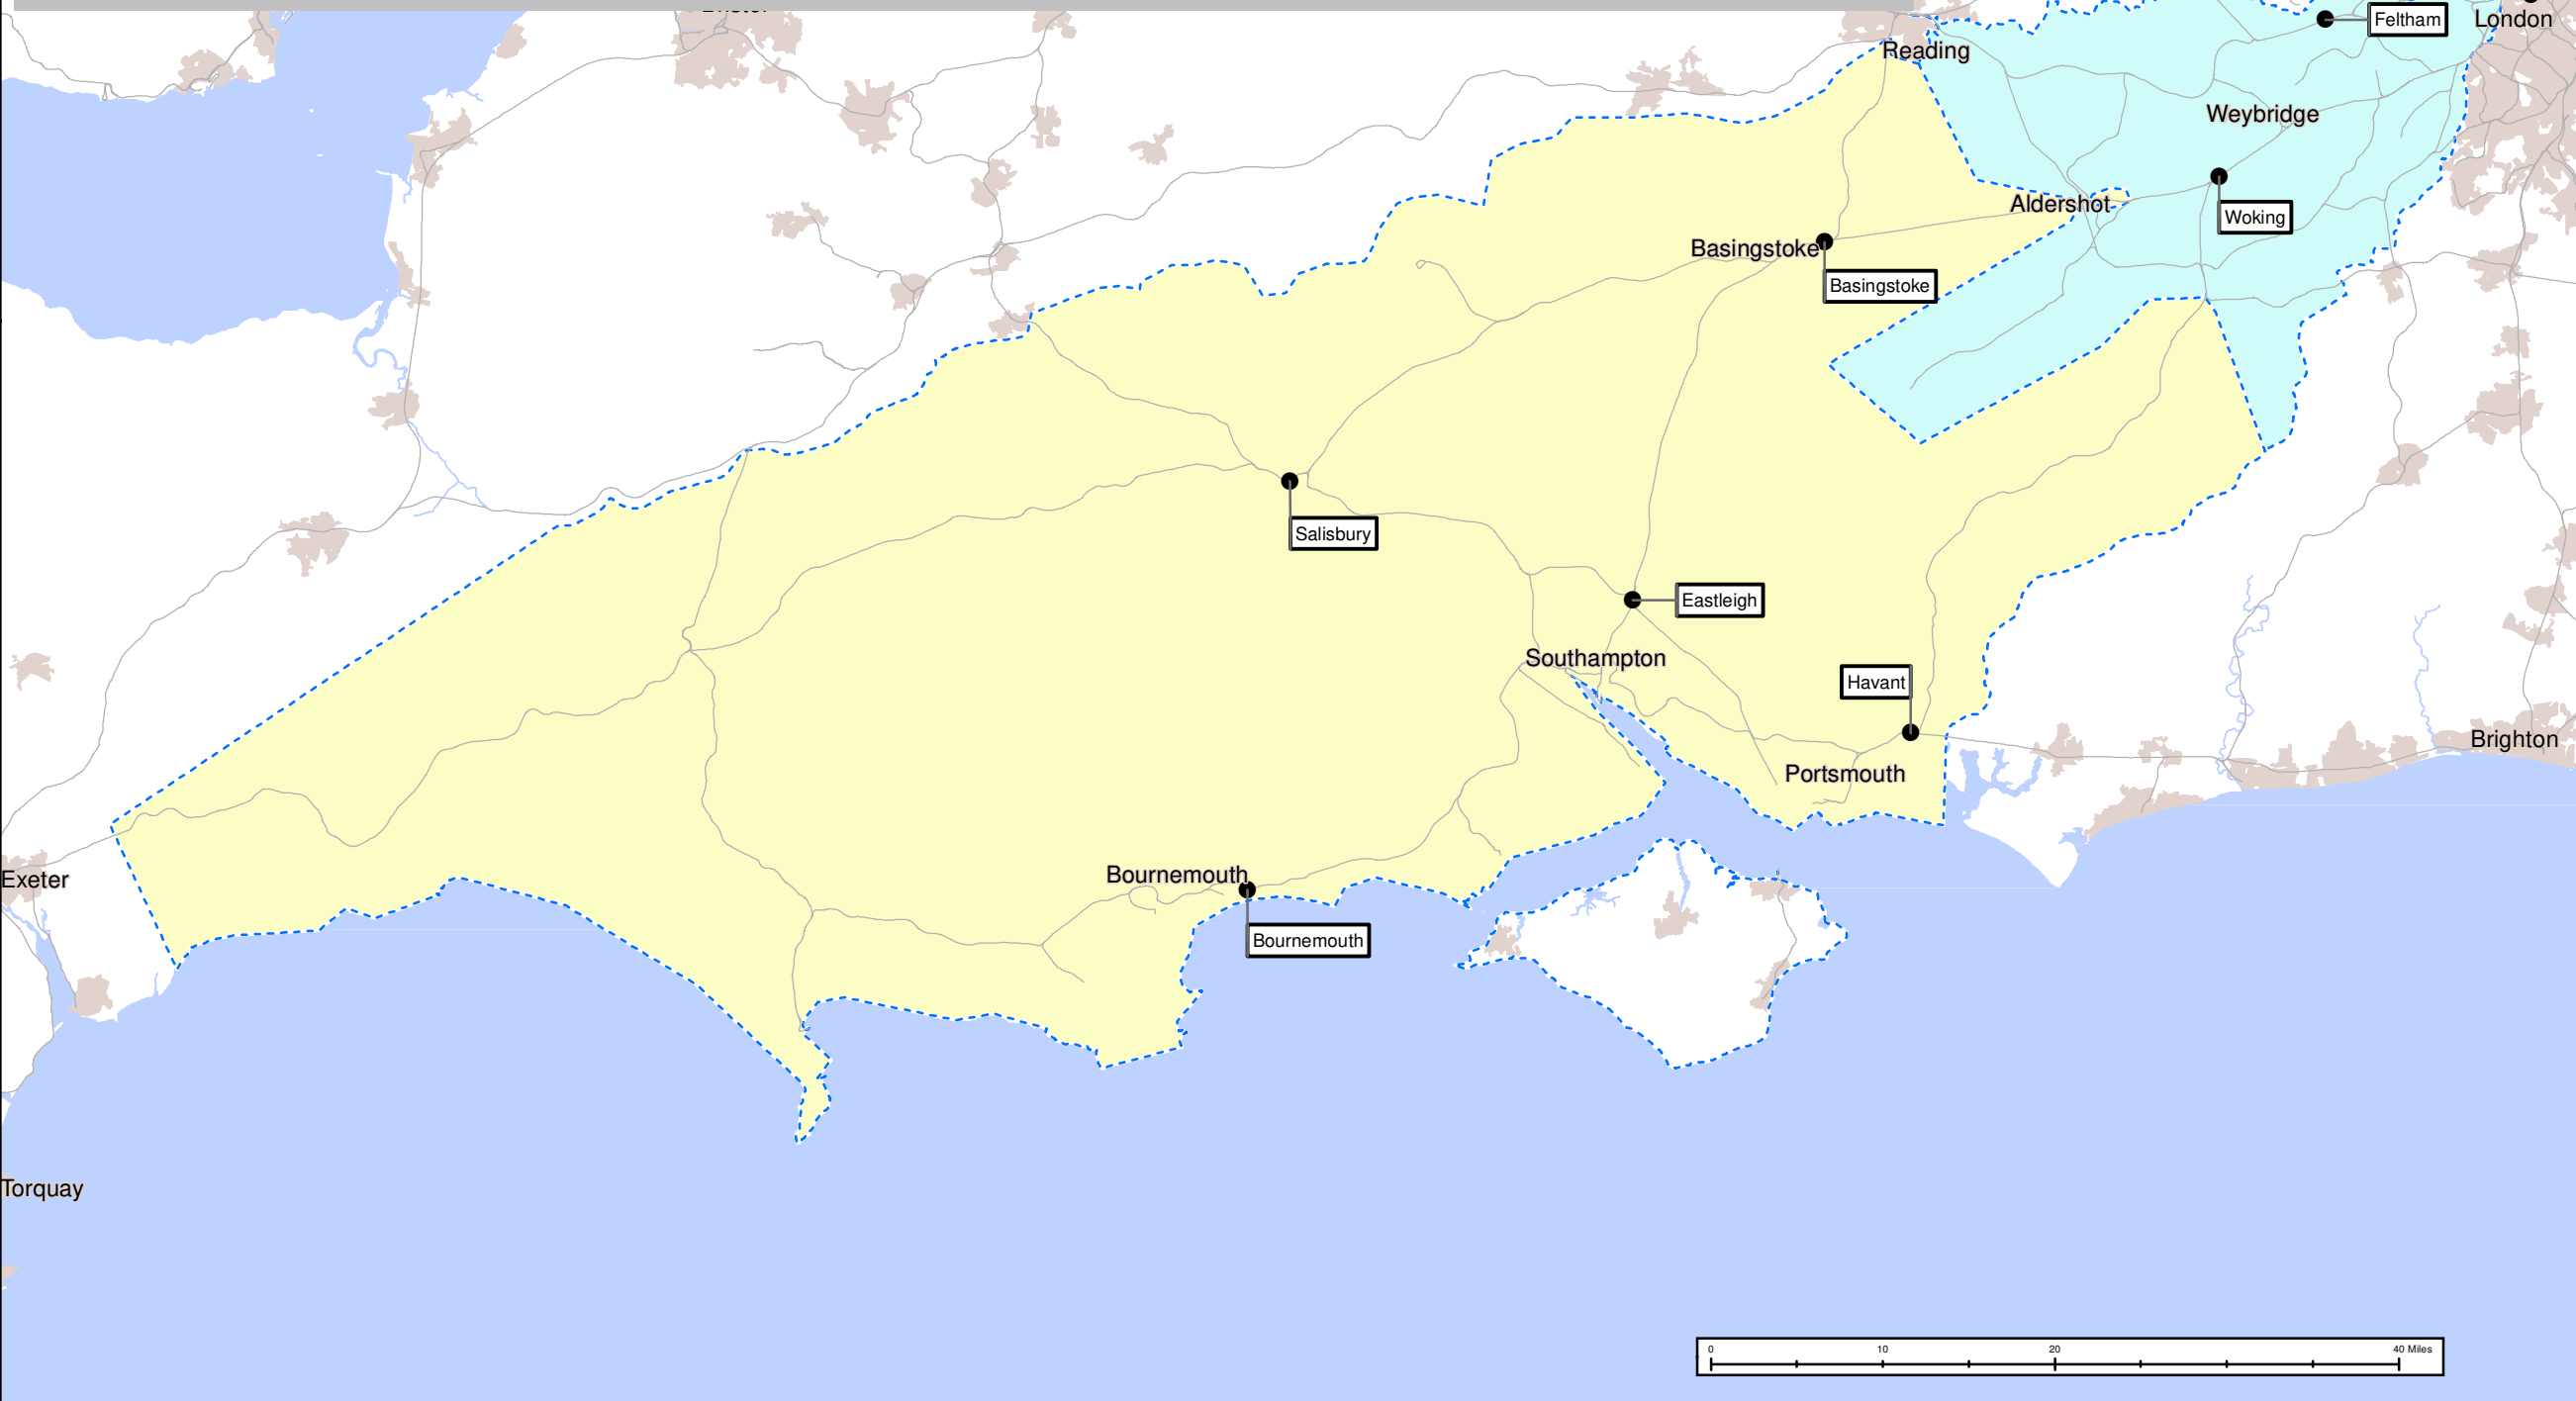 Feltham
London
Reading
Weybridge
Aldershot
Woking
Basingstoke
Basingstoke
Salisbury
Eastleigh
Southampton
Havant
Brighton
Portsmouth
Bournemouth
Exeter
Bournemouth
Torquay
0 10 20 40 Miles